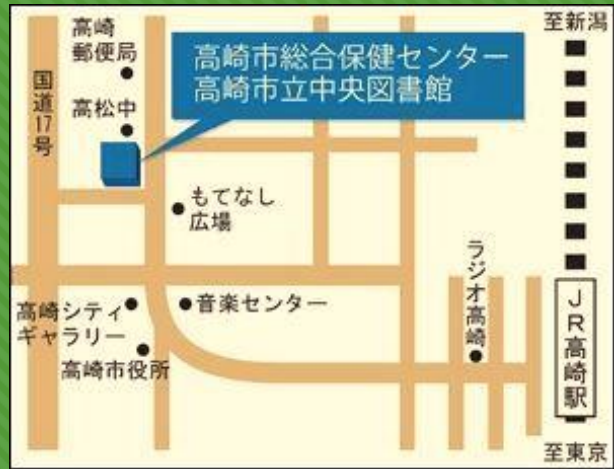 至新潟
高崎
郵便局
高崎市総合保健センター
高崎市立中央図書館
国道17号
高松中
もてなし
広場
ラジオ高崎
高崎シティ
ギャラリー
音楽センター
JR高崎駅
高崎市役所
至東京